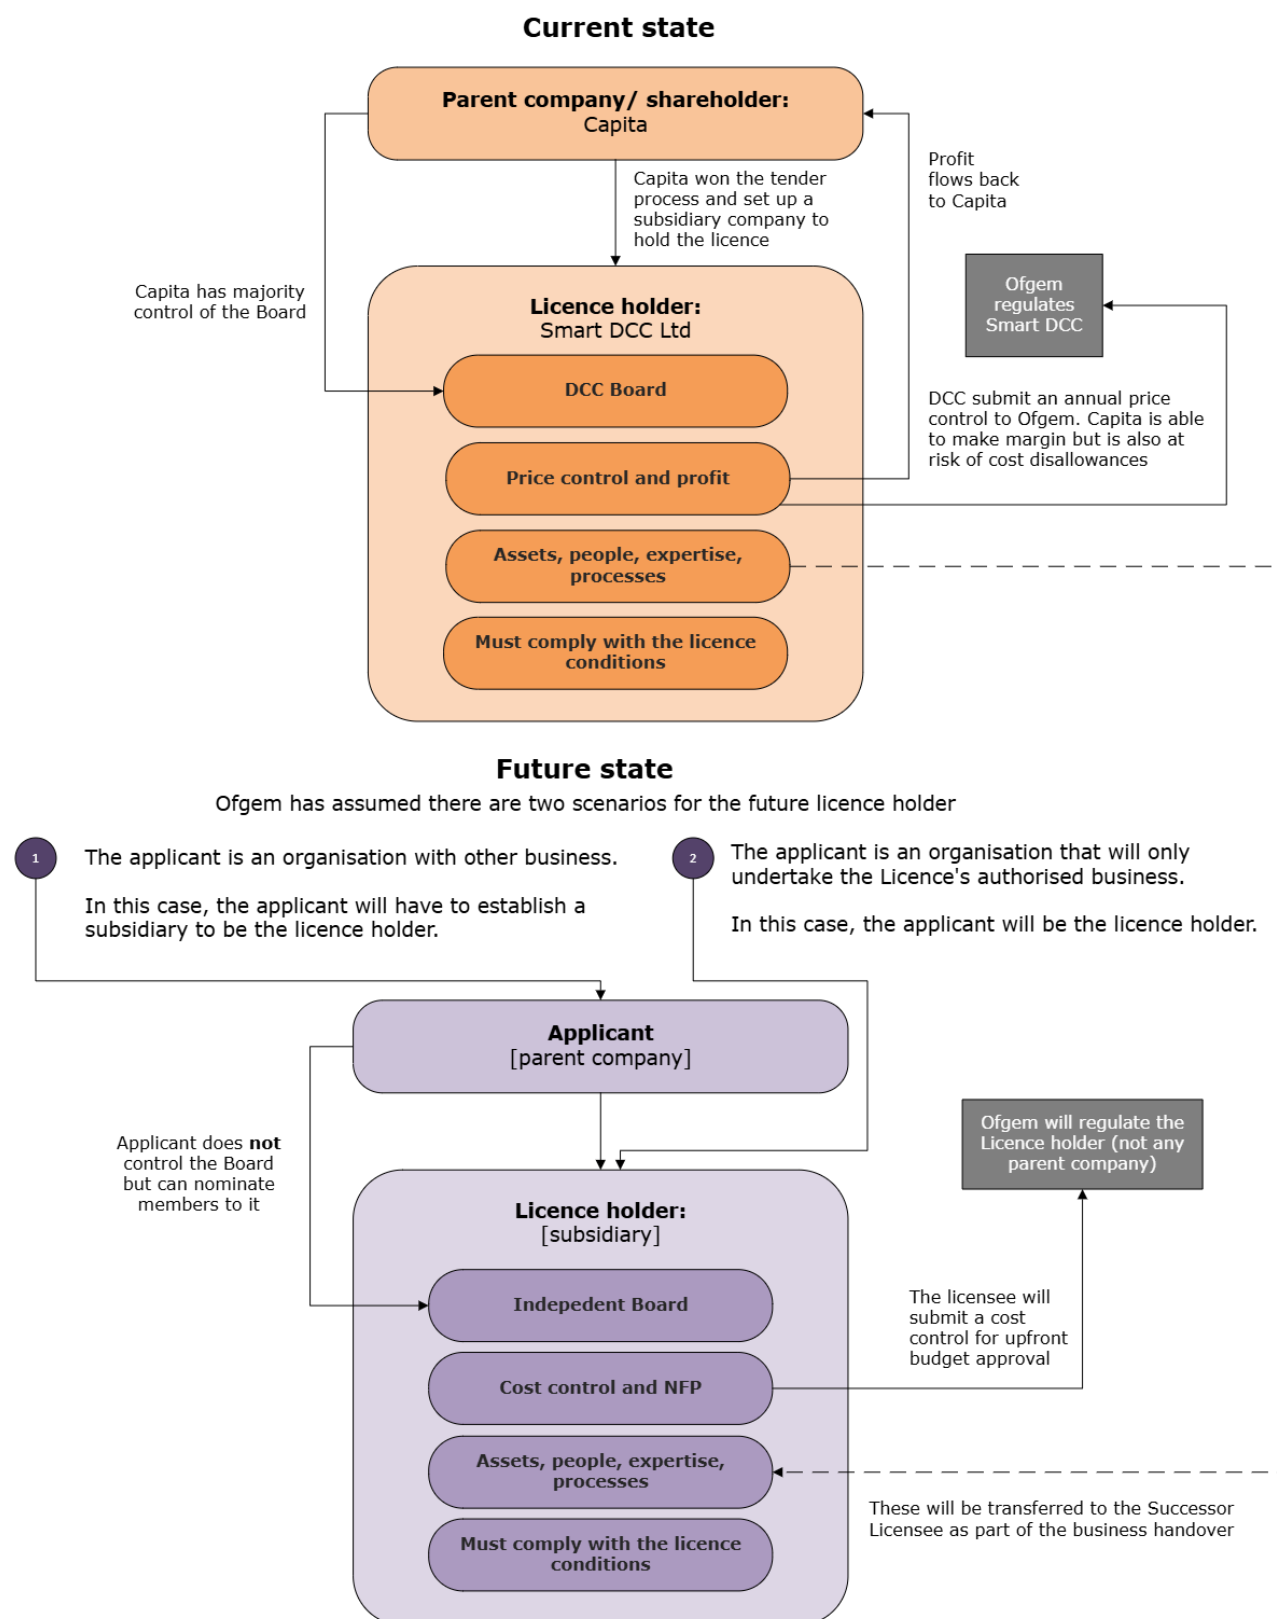 Current state
Parent company/ shareholder:
Capita
Profit
flows back
to Capita
Capita won the tender
process and set up a
subsidiary company to
hold the licence
Capita has majority
control of the Board
Ofgem
regulates
Smart DCC
Licence holder:
Smart DCC Ltd
DCC Board
DCC submit an annual price
control to Ofgem. Capita is able
to make margin but is also at
risk of cost disallowances
Price control and profit
Assets, people, expertise,
processes
Must comply with the licence
conditions
Future state
Ofgem has assumed there are two scenarios for the future licence holder
1
The applicant is an organisation with other business.
In this case, the applicant will have to establish a
subsidiary to be the licence holder.
2
The applicant is an organisation that will only
undertake the Licence's authorised business.
In this case, the applicant will be the licence holder.
Applicant
[parent company]
Applicant does not
control the Board
but can nominate
members to it
Ofgem will regulate the
Licence holder (not any
parent company)
Licence holder:
[subsidiary]
Indepedent Board
The licensee will
submit a cost
control for upfront
budget approval
Cost control and NFP
Assets, people, expertise,
processes
These will be transferred to the Successor
Licensee as part of the business handover
Must comply with the licence
conditions